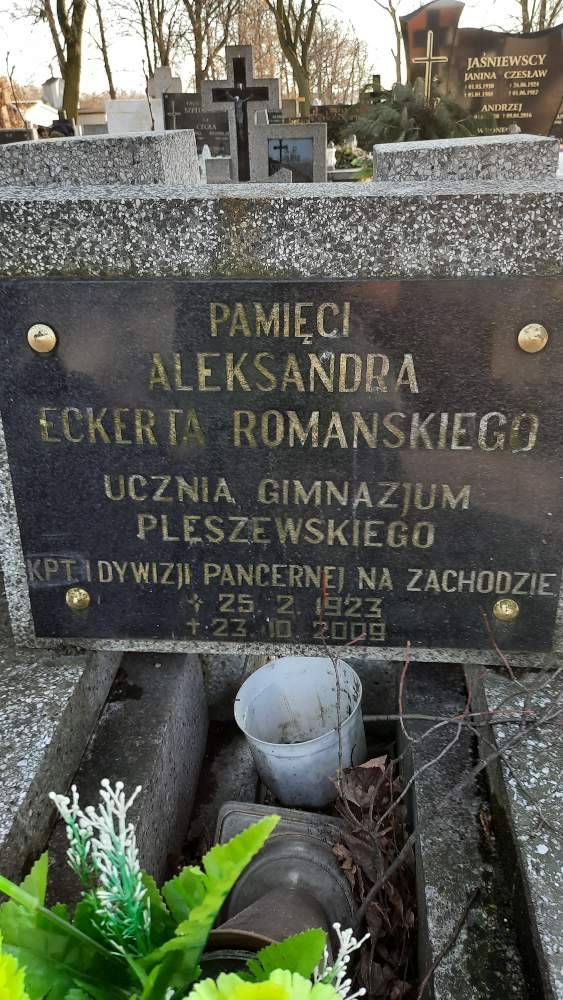 JAŚNIEWSCY
JANINA CZESŁAW
ANDRZEJ
PAMIĘCI
ALEKSANDRA
ECKERTA ROMAŃSKIEGO
UCZNIA GIMNAZJUM
PLESZEWSKIEGO
KPT. I DYWIZJI PANCERNEJ NA ZACHODZIE
25. 2. 1923
23. 10. 2009